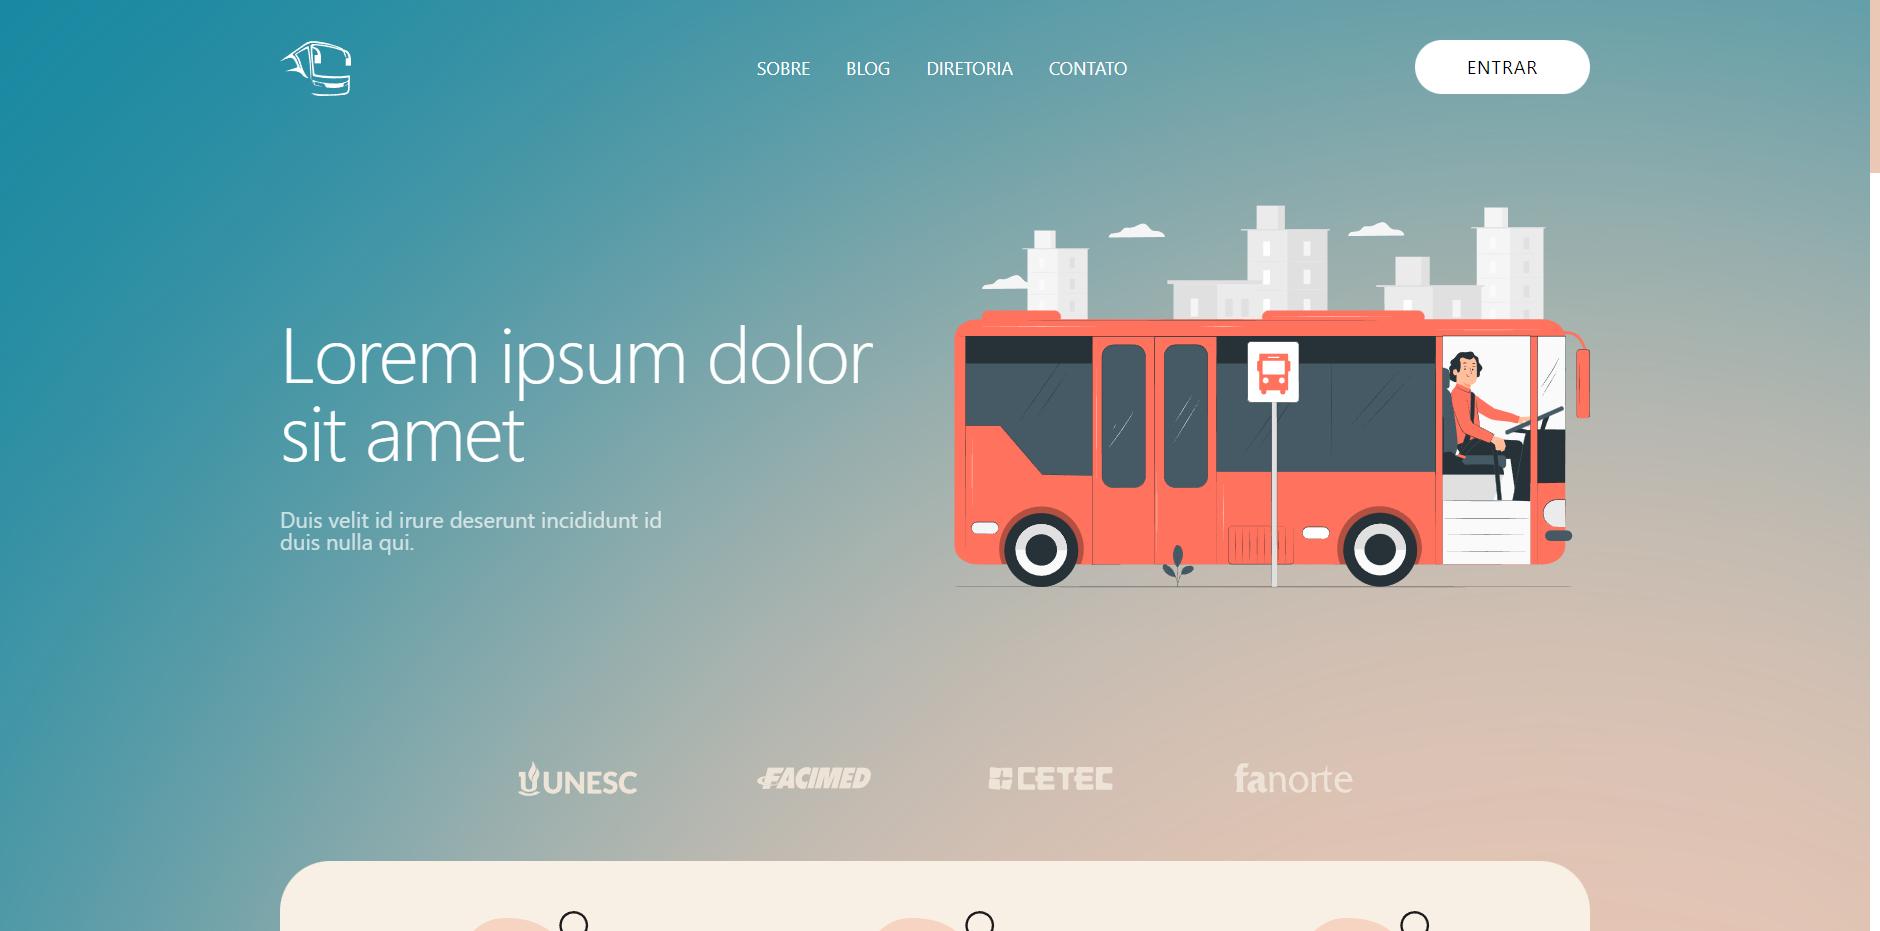 SOBRE BLOG DIRETORIA CONTATO ENTRAR
Lorem ipsum dolor
sit amet
Duis velit id irure deserunt incididunt id
duis nulla qui.
UNESC FACIMED CETEC fanorte